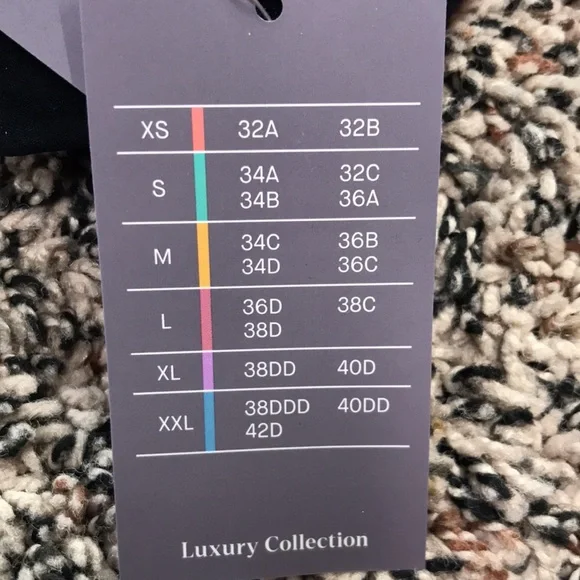 XS 32A 32B
S 34A 32C
34B 36A
M 34C 36B
34D 36C
L 36D 38C
38D
XL 38DD 40D
XXL 38DDD 40DD
42D
Luxury Collection